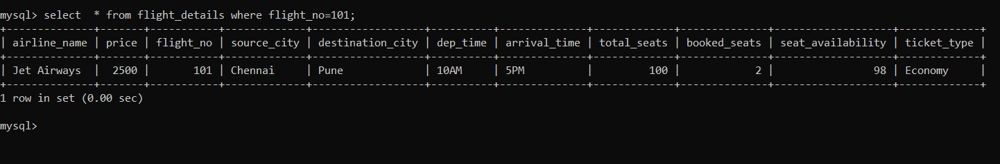 mysql> select  * from flight_details where flight_no=101;
+--------------+-------+-----------+-------------+------------------+----------+--------------+-------------+--------------+-------------------+-------------+
| airline_name | price | flight_no | source_city | destination_city | dep_time | arrival_time | total_seats | booked_seats | seat_availability | ticket_type |
+--------------+-------+-----------+-------------+------------------+----------+--------------+-------------+--------------+-------------------+-------------+
| Jet Airways  |  2500 |       101 | Chennai     | Pune             | 10AM     | 5PM          |         100 |            2 |                98 | Economy     |
+--------------+-------+-----------+-------------+------------------+----------+--------------+-------------+--------------+-------------------+-------------+
1 row in set (0.00 sec)
mysql>